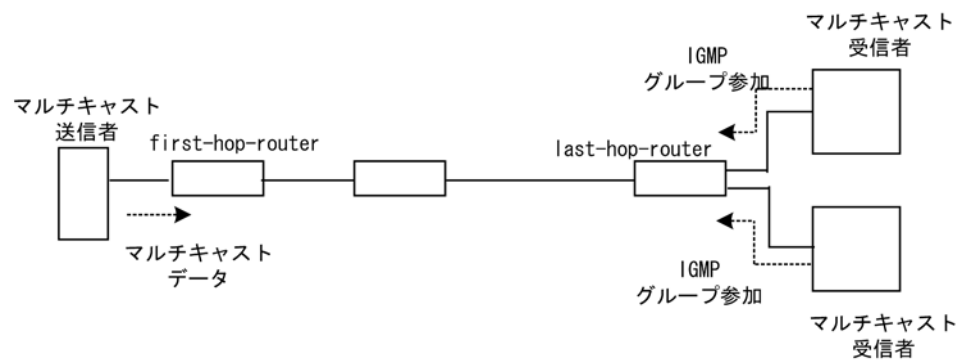 マルチキャスト
送信者
first-hop-router
マルチキャスト
データ
last-hop-router
IGMP
グループ参加
マルチキャスト
受信者
IGMP
グループ参加
マルチキャスト
受信者